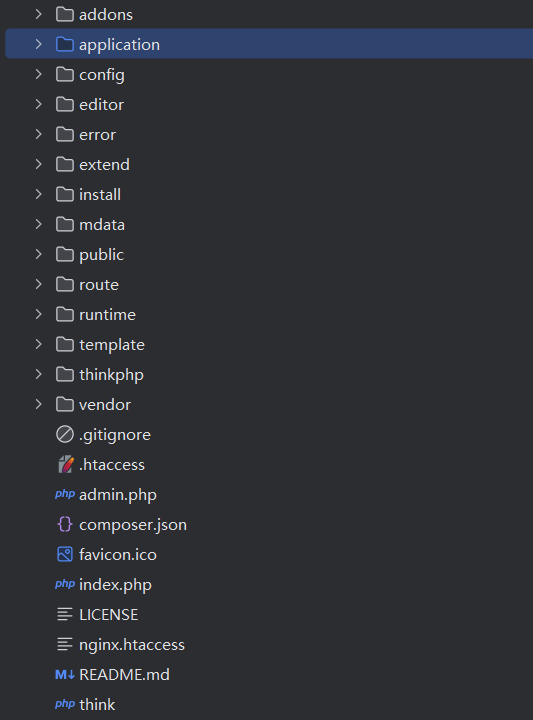 addons
application
config
editor
error
extend
install
mdata
public
route
runtime
template
thinkphp
vendor
.gitignore
.htaccess
php admin.php
{} composer.json
favicon.ico
php index.php
LICENSE
nginx.htaccess
M↓ README.md
php think